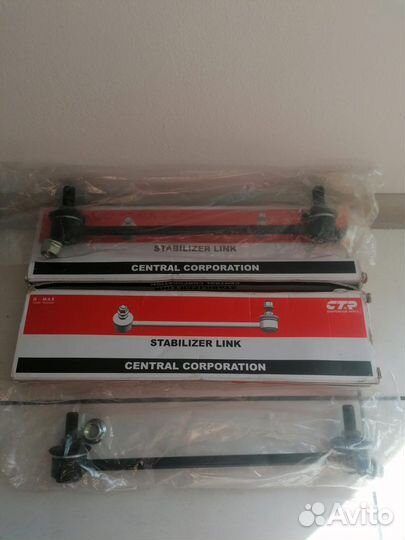 STABILIZER LINK
CENTRAL CORPORATION
CTR
STABILIZER LINK
CENTRAL CORPORATION
Avito